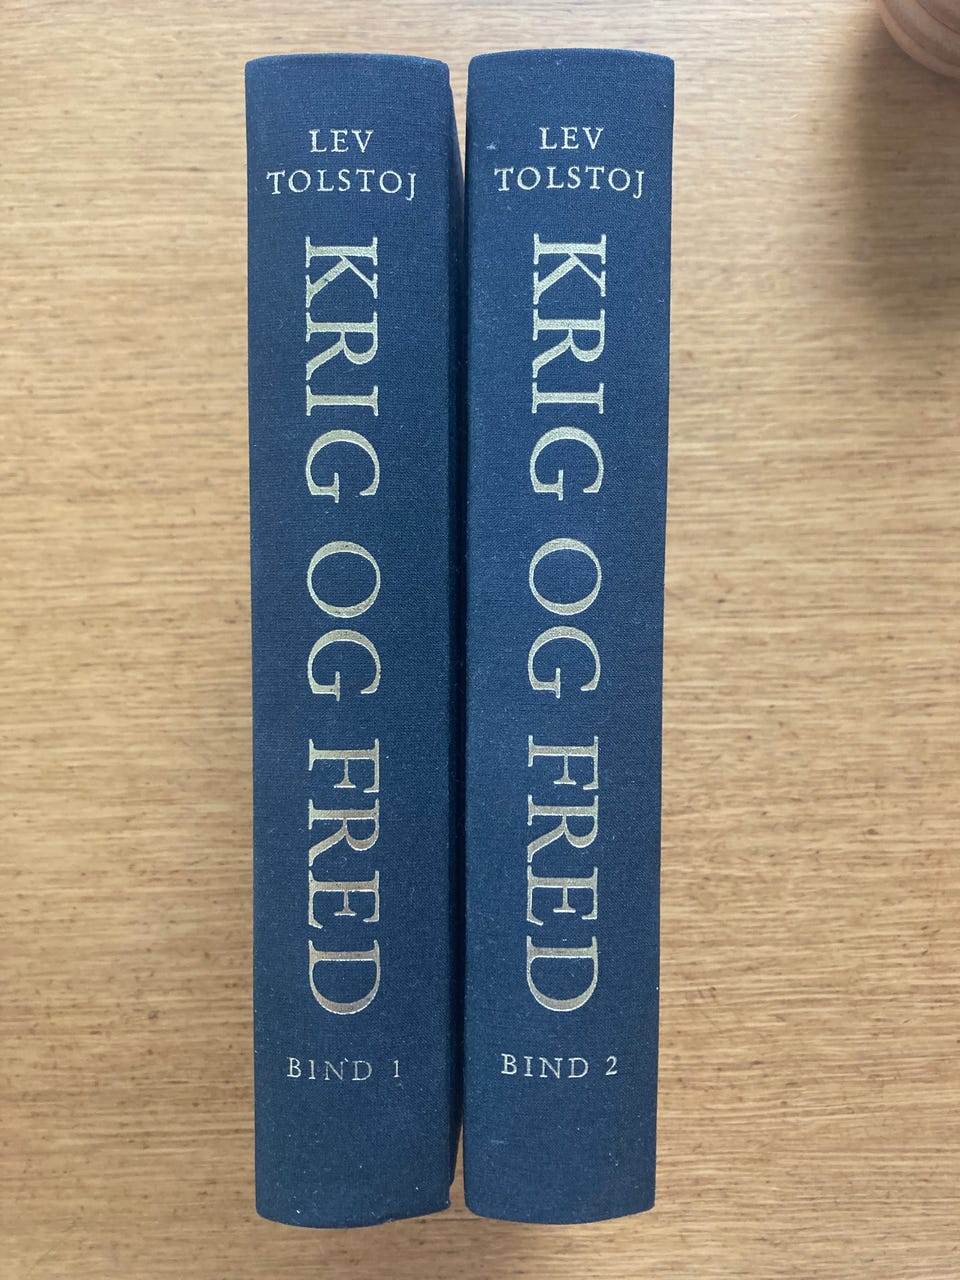 LEV
TOLSTOJ
KRIG OG FRED
BIND 1
LEV
TOLSTOJ
KRIG OG FRED
BIND 2